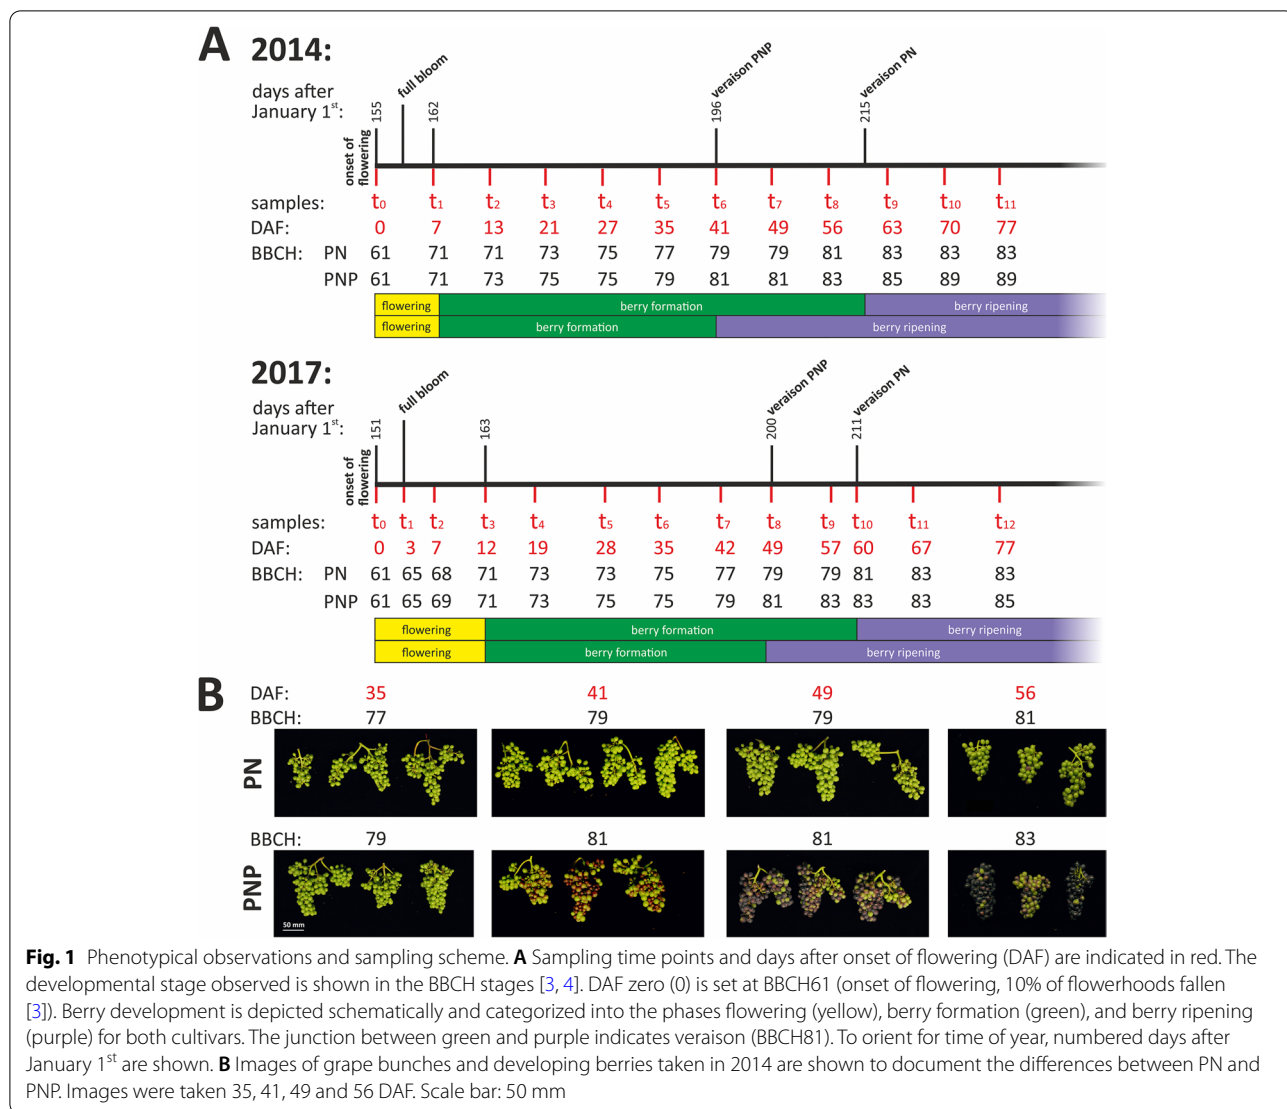 A 2014:
full bloom
veraison PNP
veraison PN
days after
January 1st:
155
162
196
215
onset of
flowering
samples: t0 t1 t2 t3 t4 t5 t6 t7 t8 t9 t10 t11
DAF: 0 7 13 21 27 35 41 49 56 63 70 77
BBCH: PN 61 71 71 73 75 77 79 79 81 83 83 83
PNP 61 71 73 75 75 79 81 81 83 85 89 89
flowering berry formation berry ripening
flowering berry formation berry ripening
2017:
full bloom
veraison PNP
veraison PN
days after
January 1st:
151
163
200
211
onset of
flowering
samples: t0 t1 t2 t3 t4 t5 t6 t7 t8 t9 t10 t11 t12
DAF: 0 3 7 12 19 28 35 42 49 57 60 67 77
BBCH: PN 61 65 68 71 73 73 75 77 79 79 81 83 83
PNP 61 65 69 71 73 75 75 79 81 83 83 83 85
flowering berry formation berry ripening
flowering berry formation berry ripening
B DAF: 35 41 49 56
BBCH: 77 79 79 81
PN
BBCH: 79 81 81 83
PNP
50 mm
Fig. 1 Phenotypical observations and sampling scheme. A Sampling time points and days after onset of flowering (DAF) are indicated in red. The
developmental stage observed is shown in the BBCH stages [3, 4]. DAF zero (0) is set at BBCH61 (onset of flowering, 10% of flowerhoods fallen
[3]). Berry development is depicted schematically and categorized into the phases flowering (yellow), berry formation (green), and berry ripening
(purple) for both cultivars. The junction between green and purple indicates veraison (BBCH81). To orient for time of year, numbered days after
January 1st are shown. B Images of grape bunches and developing berries taken in 2014 are shown to document the differences between PN and
PNP. Images were taken 35, 41, 49 and 56 DAF. Scale bar: 50 mm